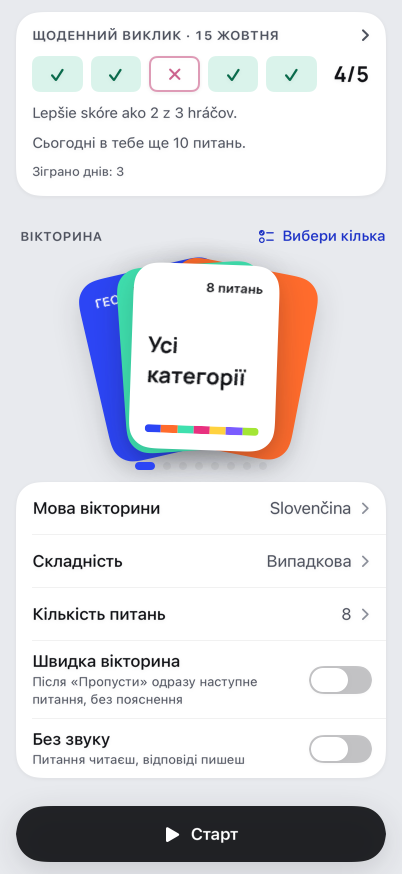 ЩОДЕННИЙ ВИКЛИК · 15 ЖОВТНЯ
4/5
Lepšie skóre ako 2 z 3 hráčov.
Сьогодні в тебе ще 10 питань.
Зіграно днів: 3
ВІКТОРИНА
Вибери кілька
8 питань
Усі
категорії
Мова вікторини
Slovenčina
Складність
Випадкова
Кількість питань
8
Швидка вікторина
Після «Пропусти» одразу наступне
питання, без пояснення
Без звуку
Питання читаєш, відповіді пишеш
Старт